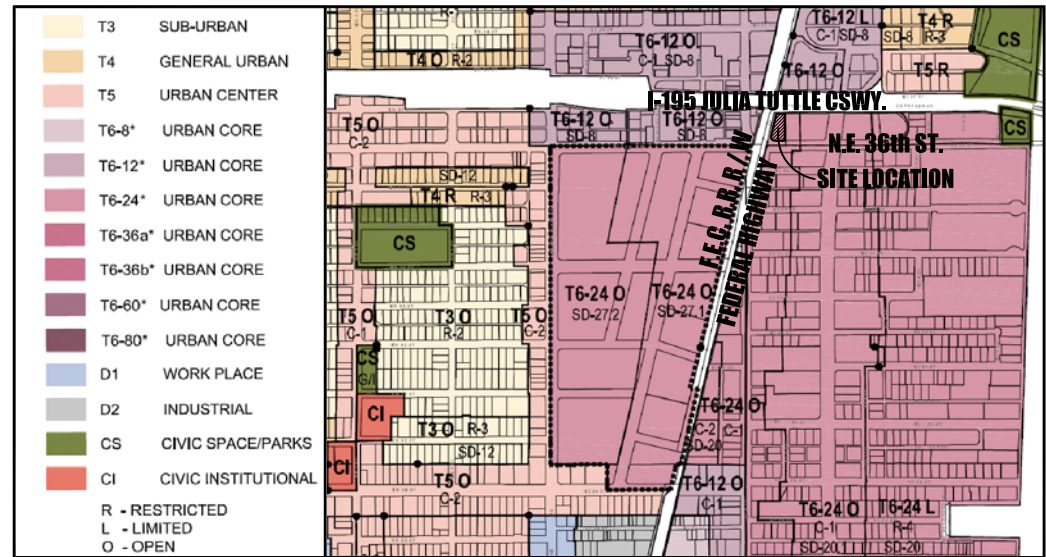 T3 SUB-URBAN
T4 GENERAL URBAN
T5 URBAN CENTER
T6-8* URBAN CORE
T6-12* URBAN CORE
T6-24* URBAN CORE
T6-36a* URBAN CORE
T6-36b* URBAN CORE
T6-60* URBAN CORE
T6-80* URBAN CORE
D1 WORK PLACE
D2 INDUSTRIAL
CS CIVIC SPACE/PARKS
CI CIVIC INSTITUTIONAL
R - RESTRICTED
L - LIMITED
O - OPEN
R-
T4 O R-2
T6-12 O
C-1 SD-8
T6-12 L
C-1 SD-8
T4 R
SD-8 R-3
CS
T6-12 O
T5 R
I-195 JULIA TUTTLE CSWY.
T5 O
C-2
T6-12 O
SD-8
T6-12 O
SD-8
CS
N.E. 36th ST.
SITE LOCATION
F.E.C. R.R. R/W
FEDERAL HIGHWAY
SD-12
T4 R R-3
CS
T6-24 O
SD-27.2
T6-24 O
SD-27.1
T5 O
C-1
T3 O
R-2
T5 O
C-2
CS
G/I
CI
T3 O R-3
SD-12
CI
T5 O
C-2
T6-24 O
C-2 C-1
SD-20
T6-12 O
C-1
T6-24 O
C-1
SD-20.1
T6-24 L
R-4
SD-20